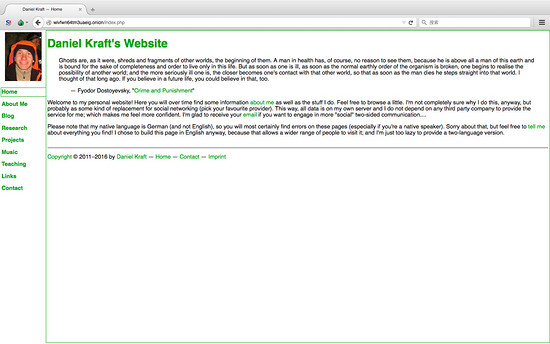 Daniel Kraft — Home
wivfwnb6htn3uaeg.onion/index.php
搜索
Daniel Kraft's Website
Ghosts are, as it were, shreds and fragments of other worlds, the beginning of them. A man in health has, of course, no reason to see them, because he is above all a man of this earth and
is bound for the sake of completeness and order to live only in this life. But as soon as one is ill, as soon as the normal earthly order of the organism is broken, one begins to realise the
possibility of another world; and the more seriously ill one is, the closer becomes one's contact with that other world, so that as soon as the man dies he steps straight into that world. I
thought of that long ago. If you believe in a future life, you could believe in that, too.
— Fyodor Dostoyevsky, "Crime and Punishment"
Welcome to my personal website! Here you will over time find some information about me as well as the stuff I do. Feel free to browse a little. I'm not completely sure why I do this, anyway, but
probably as some kind of replacement for social networking (pick your favourite provider). This way, all data is on my own server and I do not depend on any third party company to provide the
service for me; which makes me feel more confident. I'm glad to receive your email if you want to engage in more "social" two-sided communication....
Please note that my native language is German (and not English), so you will most certainly find errors on these pages (especially if you're a native speaker). Sorry about that, but feel free to tell
me about everything you find! I chose to build this page in English anyway, because that allows a wider range of people to visit it; and I'm just too lazy to provide a two-language version.
Copyright © 2011–2016 by Daniel Kraft — Home — Contact — Imprint
Home
About Me
Blog
Research
Projects
Music
Teaching
Links
Contact